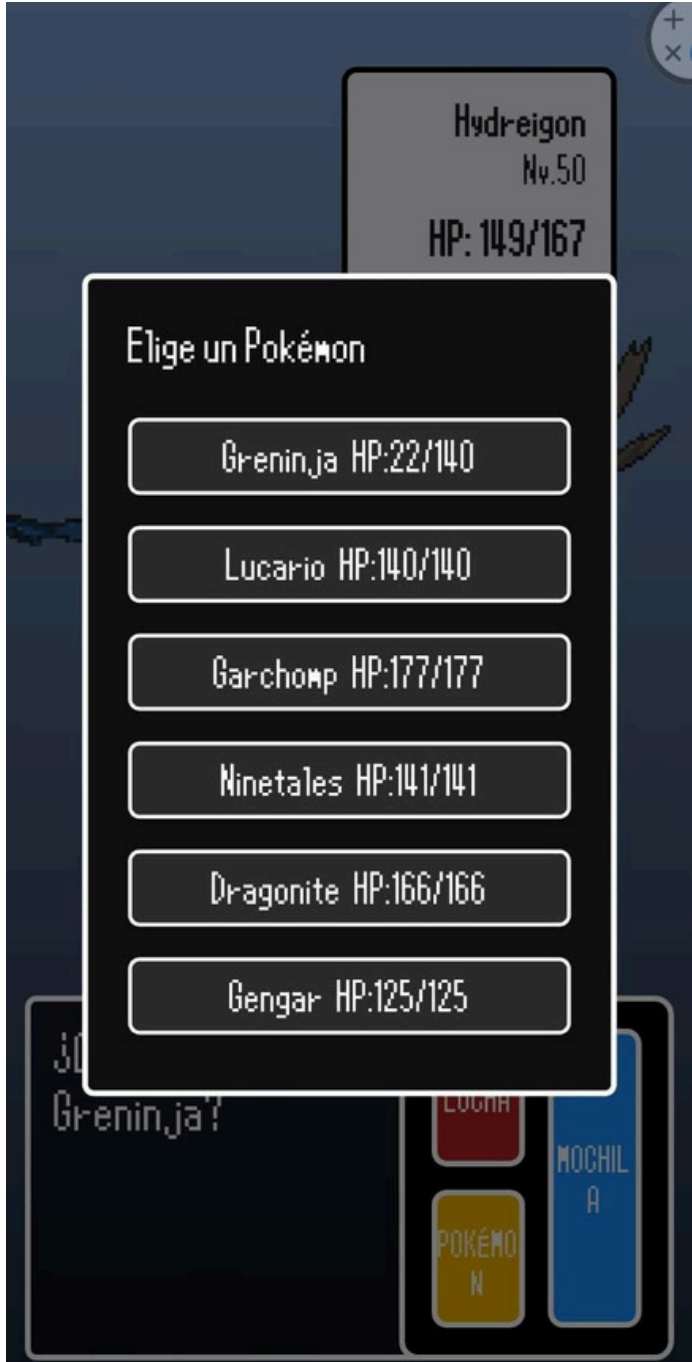 Hydreigon
Nv.50
HP: 149/167
Elige un Pokémon
Greninja HP:22/140
Lucario HP:140/140
Garchomp HP:177/177
Ninetales HP:141/141
Dragonite HP:166/166
Gengar HP:125/125
Greninja?
LUCHA
MOCHIL
A
POKÉMO
N